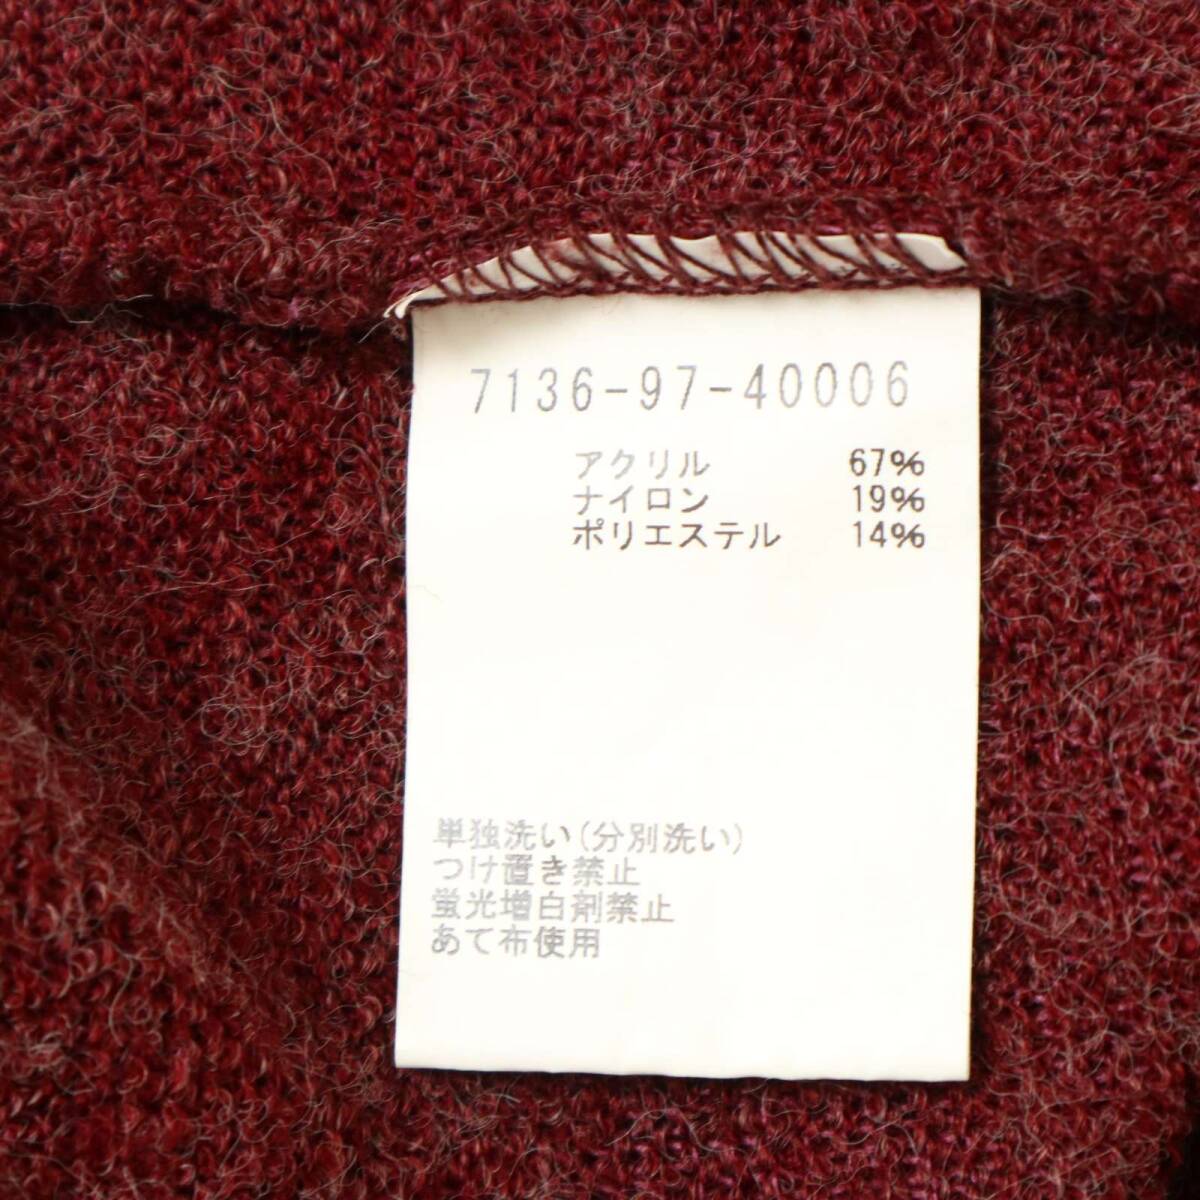 7136-97-40006
アクリル 67%
ナイロン 19%
ポリエステル 14%
単独洗い(分別洗い)
つけ置き禁止
蛍光増白剤禁止
あて布使用